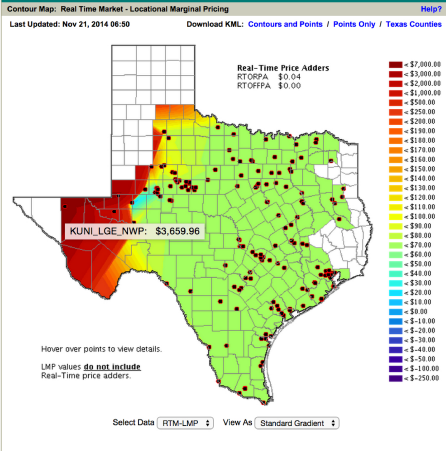 Contour Map: Real Time Market - Locational Marginal Pricing
Help?
Last Updated: Nov 21, 2014 06:50
Download KML: Contours and Points / Points Only / Texas Counties
Real-Time Price Adders
RTORPA $0.04
RTOFFPA $0.00
KUNI_LGE_NWP: $3,659.96
< $7,000.00
< $3,000.00
< $2,000.00
< $1,000.00
< $500.00
< $250.00
< $200.00
< $190.00
< $180.00
< $170.00
< $160.00
< $150.00
< $140.00
< $130.00
< $120.00
< $110.00
< $100.00
< $90.00
< $80.00
< $70.00
< $60.00
< $50.00
< $40.00
< $30.00
< $20.00
< $10.00
< $0.00
< $-10.00
< $-20.00
< $-30.00
< $-40.00
< $-50.00
< $-100.00
< $-250.00
Hover over points to view details.
LMP values do not include
Real-Time price adders.
Select Data RTM-LMP View As Standard Gradient